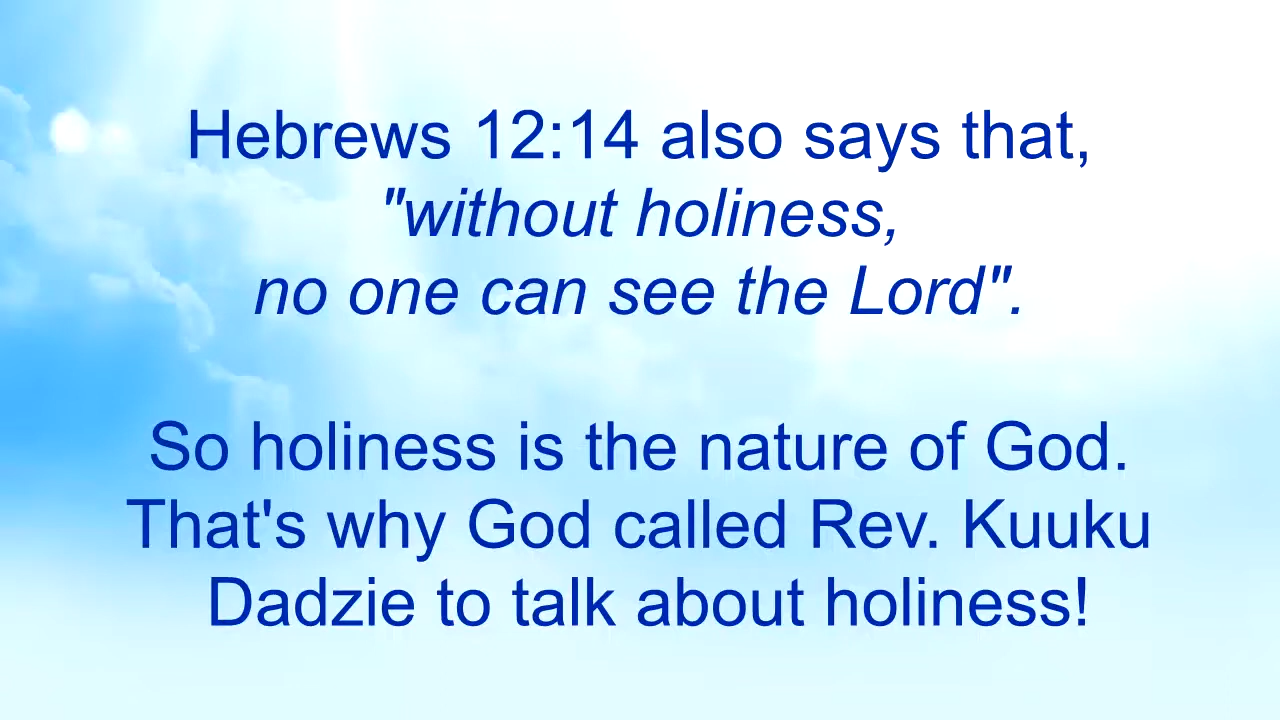 Hebrews 12:14 also says that,
"without holiness,
no one can see the Lord".
So holiness is the nature of God.
That's why God called Rev. Kuuku
Dadzie to talk about holiness!